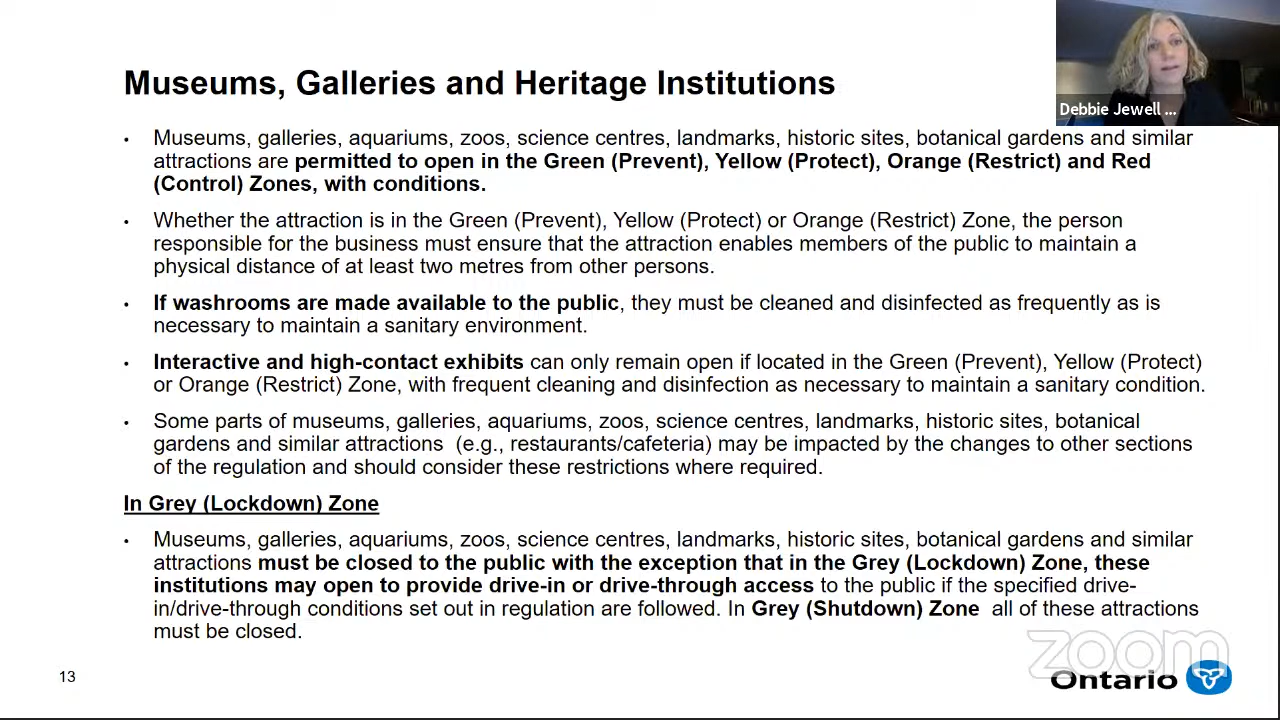 Museums, Galleries and Heritage Institutions
Debbie Jewell ...
• Museums, galleries, aquariums, zoos, science centres, landmarks, historic sites, botanical gardens and similar
attractions are permitted to open in the Green (Prevent), Yellow (Protect), Orange (Restrict) and Red
(Control) Zones, with conditions.
• Whether the attraction is in the Green (Prevent), Yellow (Protect) or Orange (Restrict) Zone, the person
responsible for the business must ensure that the attraction enables members of the public to maintain a
physical distance of at least two metres from other persons.
• If washrooms are made available to the public, they must be cleaned and disinfected as frequently as is
necessary to maintain a sanitary environment.
• Interactive and high-contact exhibits can only remain open if located in the Green (Prevent), Yellow (Protect)
or Orange (Restrict) Zone, with frequent cleaning and disinfection as necessary to maintain a sanitary condition.
• Some parts of museums, galleries, aquariums, zoos, science centres, landmarks, historic sites, botanical
gardens and similar attractions (e.g., restaurants/cafeteria) may be impacted by the changes to other sections
of the regulation and should consider these restrictions where required.
In Grey (Lockdown) Zone
• Museums, galleries, aquariums, zoos, science centres, landmarks, historic sites, botanical gardens and similar
attractions must be closed to the public with the exception that in the Grey (Lockdown) Zone, these
institutions may open to provide drive-in or drive-through access to the public if the specified drive-
in/drive-through conditions set out in regulation are followed. In Grey (Shutdown) Zone all of these attractions
must be closed.
zoom
13
Ontario